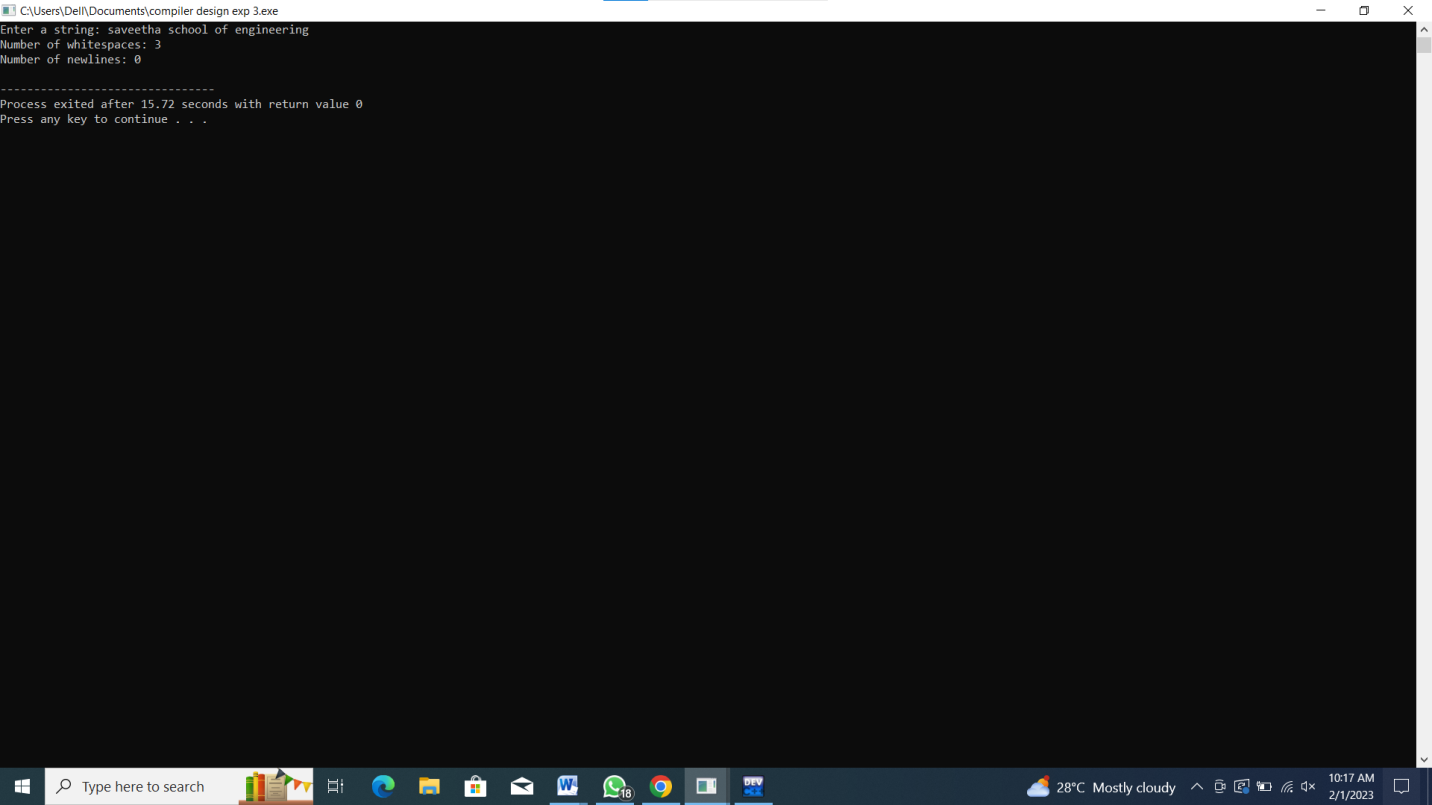 C:\Users\Dell\Documents\compiler design exp 3.exe
Enter a string: saveetha school of engineering
Number of whitespaces: 3
Number of newlines: 0
--------------------------------
Process exited after 15.72 seconds with return value 0
Press any key to continue . . .
Type here to search
W
18
DEV
28°C Mostly cloudy
10:17 AM
2/1/2023